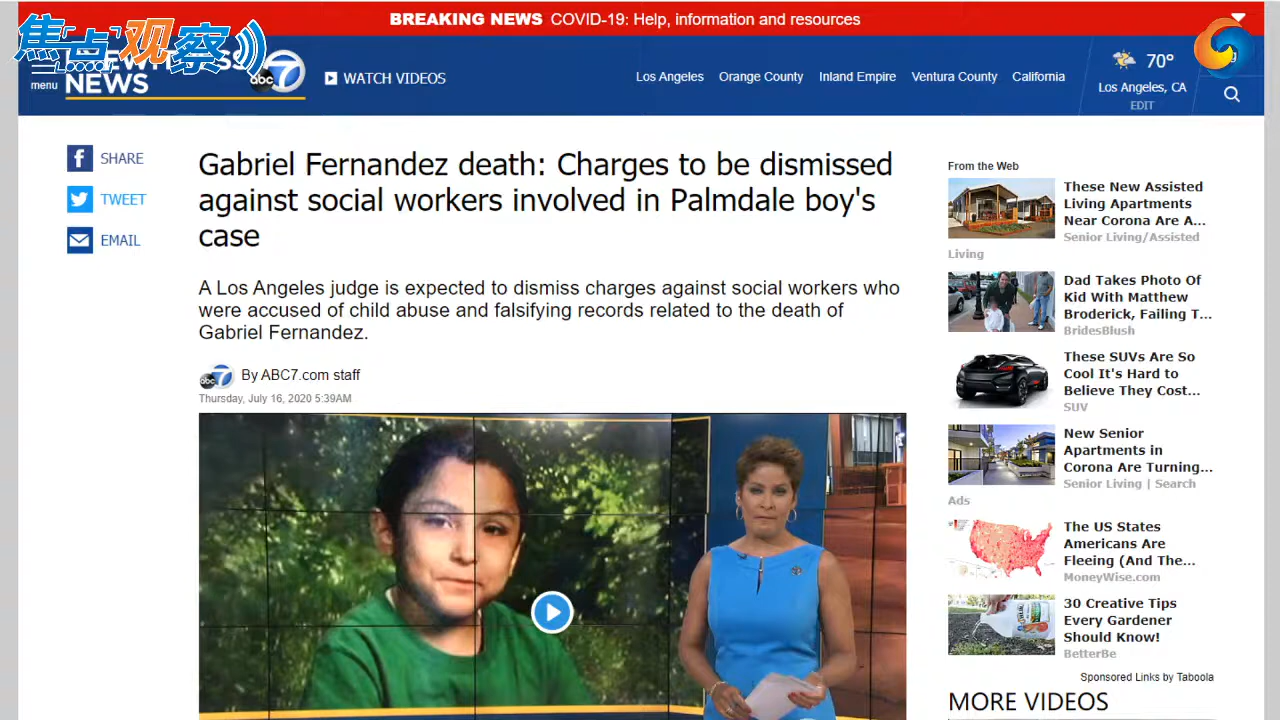 BREAKING NEWS COVID-19: Help, information and resources
焦点观察
menu
NEWS
abc 7
WATCH VIDEOS
Los Angeles
Orange County
Inland Empire
Ventura County
California
70°
Los Angeles, CA
EDIT
SHARE
TWEET
EMAIL
Gabriel Fernandez death: Charges to be dismissed
against social workers involved in Palmdale boy's
case
A Los Angeles judge is expected to dismiss charges against social workers who
were accused of child abuse and falsifying records related to the death of
Gabriel Fernandez.
abc 7
By ABC7.com staff
Thursday, July 16, 2020 5:39AM
From the Web
These New Assisted
Living Apartments
Near Corona Are A...
Senior Living/Assisted
Living
Dad Takes Photo Of
Kid With Matthew
Broderick, Failing T...
BridesBlush
These SUVs Are So
Cool It's Hard to
Believe They Cost...
SUV
New Senior
Apartments in
Corona Are Turning...
Senior Living | Search
Ads
The US States
Americans Are
Fleeing (And The...
MoneyWise.com
30 Creative Tips
Every Gardener
Should Know!
BetterBe
Sponsored Links by Taboola
MORE VIDEOS